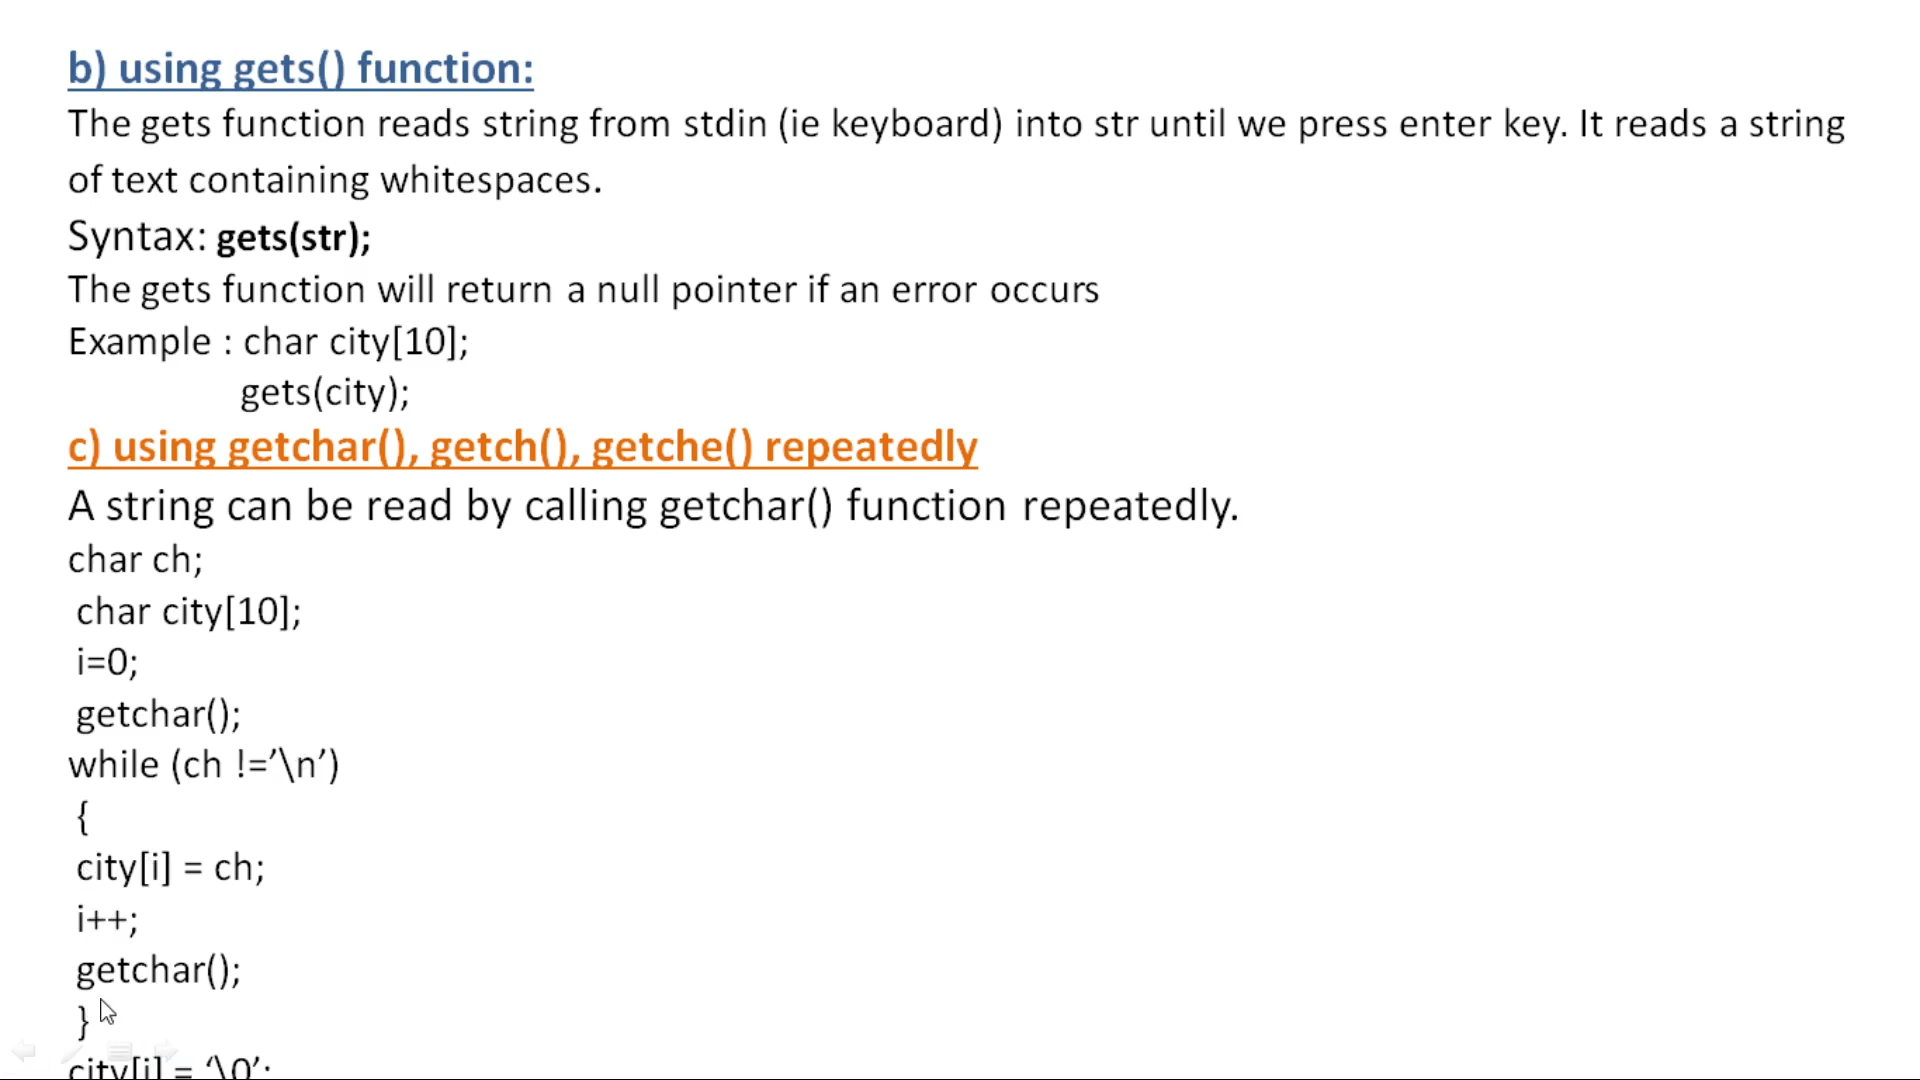 b) using gets() function:
The gets function reads string from stdin (ie keyboard) into str until we press enter key. It reads a string
of text containing whitespaces.
Syntax: gets(str);
The gets function will return a null pointer if an error occurs
Example : char city[10];
gets(city);
c) using getchar(), getch(), getche() repeatedly
A string can be read by calling getchar() function repeatedly.
char ch;
char city[10];
i=0;
getchar();
while (ch !=’\n’)
{
city[i] = ch;
i++;
getchar();
}
city[i] = ‘\0’;